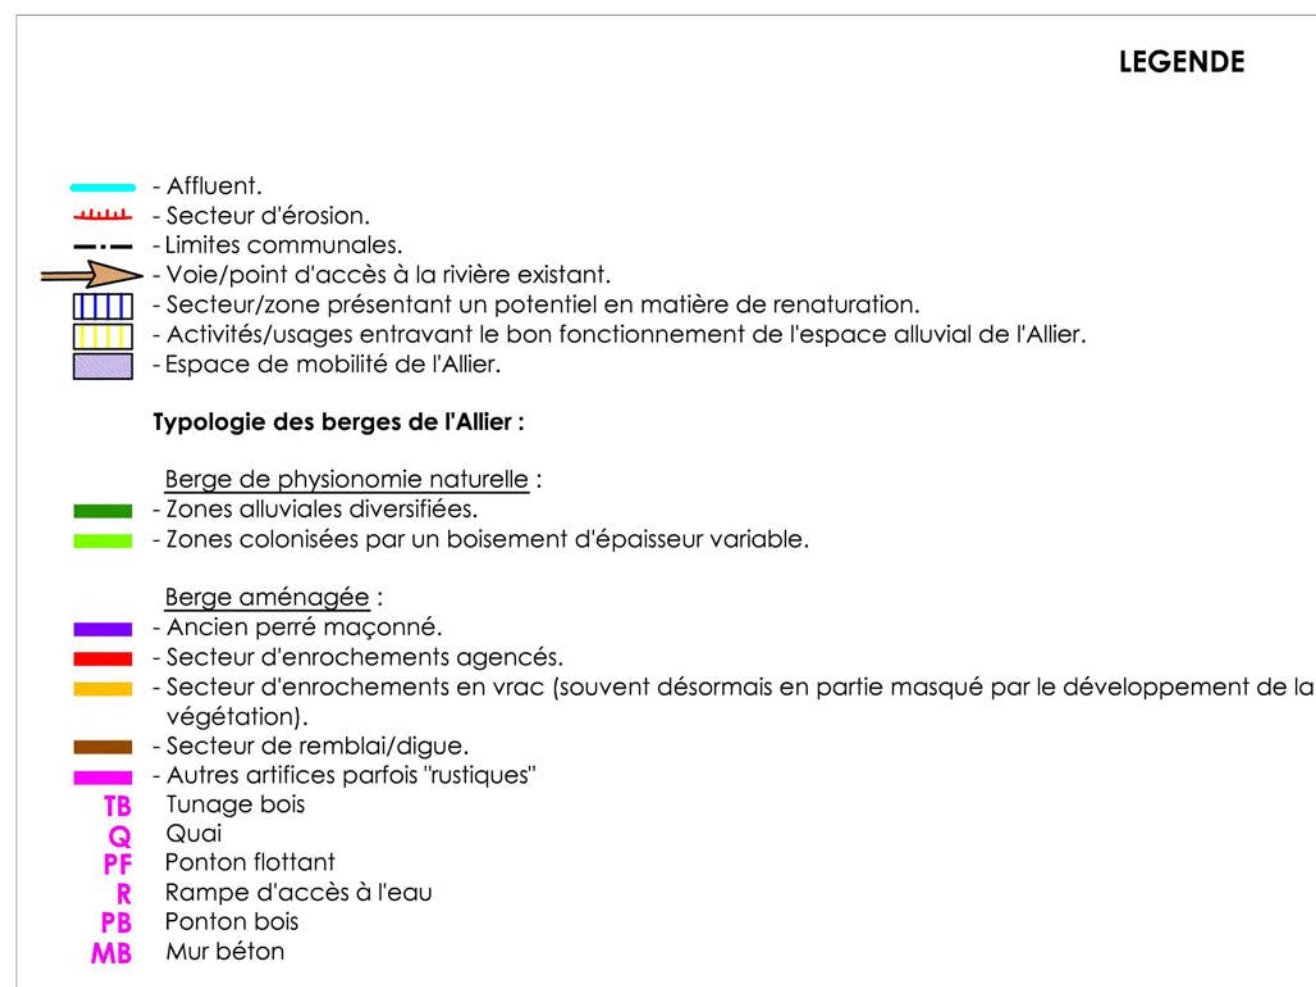 LEGENDE
- Affluent.
- Secteur d'érosion.
- Limites communales.
- Voie/point d'accès à la rivière existant.
- Secteur/zone présentant un potentiel en matière de renaturation.
- Activités/usages entravant le bon fonctionnement de l'espace alluvial de l'Allier.
- Espace de mobilité de l'Allier.
Typologie des berges de l'Allier :
Berge de physionomie naturelle :
- Zones alluviales diversifiées.
- Zones colonisées par un boisement d'épaisseur variable.
Berge aménagée :
- Ancien perré maçonné.
- Secteur d'enrochements agencés.
- Secteur d'enrochements en vrac (souvent désormais en partie masqué par le développement de la
végétation).
- Secteur de remblai/digue.
- Autres artifices parfois "rustiques"
TB Tunage bois
Q Quai
PF Ponton flottant
R Rampe d'accès à l'eau
PB Ponton bois
MB Mur béton